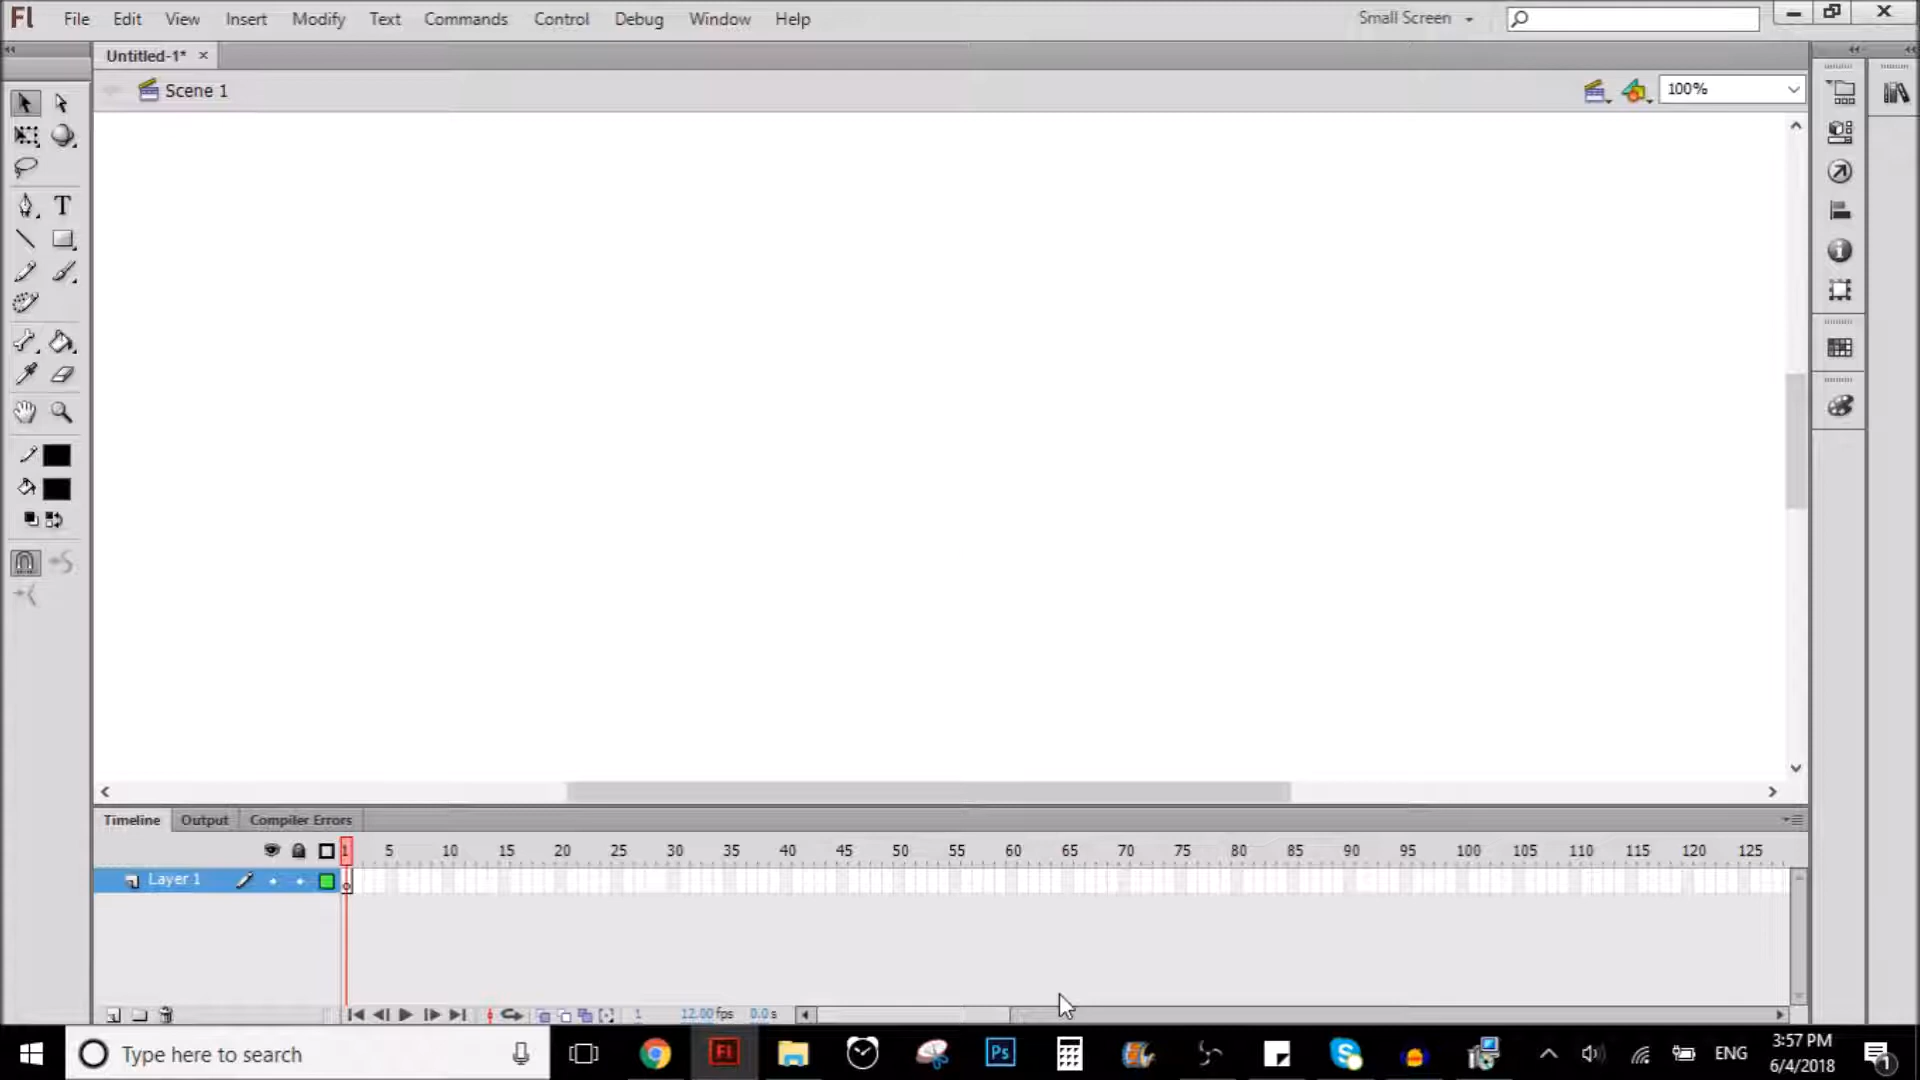 Fl File Edit View Insert Modify Text Commands Control Debug Window Help Small Screen
Untitled-1* ×
Scene 1 100%
T
Timeline Output Compiler Errors
1 5 10 15 20 25 30 35 40 45 50 55 60 65 70 75 80 85 90 95 100 105 110 115 120 125
Layer 1
1 12.00 fps 0.0 s
Type here to search Fl Ps ENG 3:57 PM
6/4/2018 1